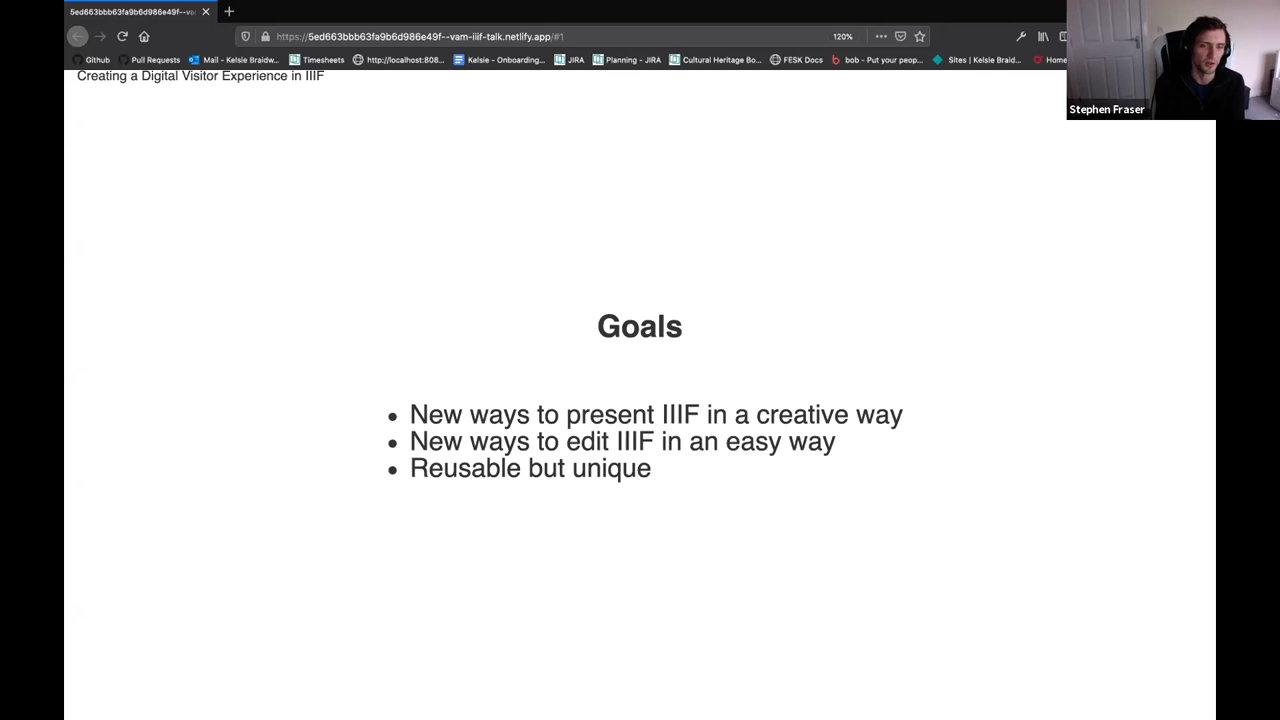 5ed663bbb63fa9b6d986e49f--va
https://5ed663bbbb63fa9b6d986e49f--vam-iiif-talk.netlify.app/#1
120%
Github
Pull Requests
Mail - Kelsie Braidw...
Timesheets
http://localhost:808...
Kelsie - Onboarding...
JIRA
Planning - JIRA
Cultural Heritage Bo...
FESK Docs
bob - Put your peop...
Sites | Kelsie Braid...
Home
Stephen Fraser
Creating a Digital Visitor Experience in IIIF
Goals
• New ways to present IIIF in a creative way
• New ways to edit IIIF in an easy way
• Reusable but unique